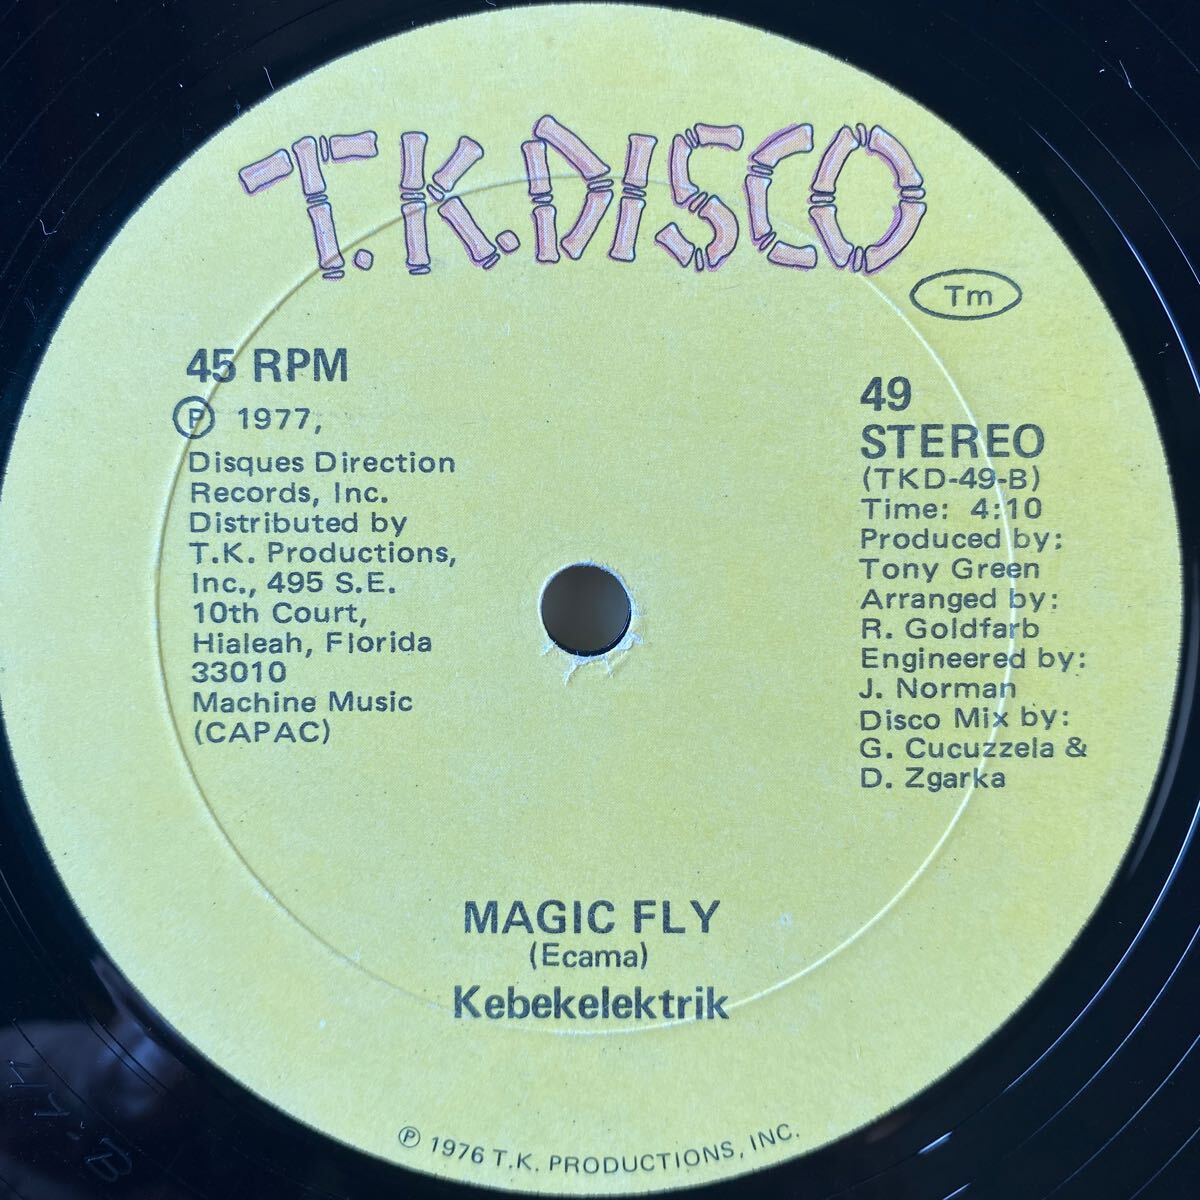 T.K.DISCO
Tm
45 RPM
Ⓟ 1977,
Disques Direction
Records, Inc.
Distributed by
T.K. Productions,
Inc., 495 S.E.
10th Court,
Hialeah, Florida
33010
Machine Music
(CAPAC)
49
STEREO
(TKD-49-B)
Time: 4:10
Produced by:
Tony Green
Arranged by:
R. Goldfarb
Engineered by:
J. Norman
Disco Mix by:
G. Cucuzzela &
D. Zgarka
MAGIC FLY
(Ecama)
Kebekelektrik
Ⓟ 1976 T.K. PRODUCTIONS, INC.